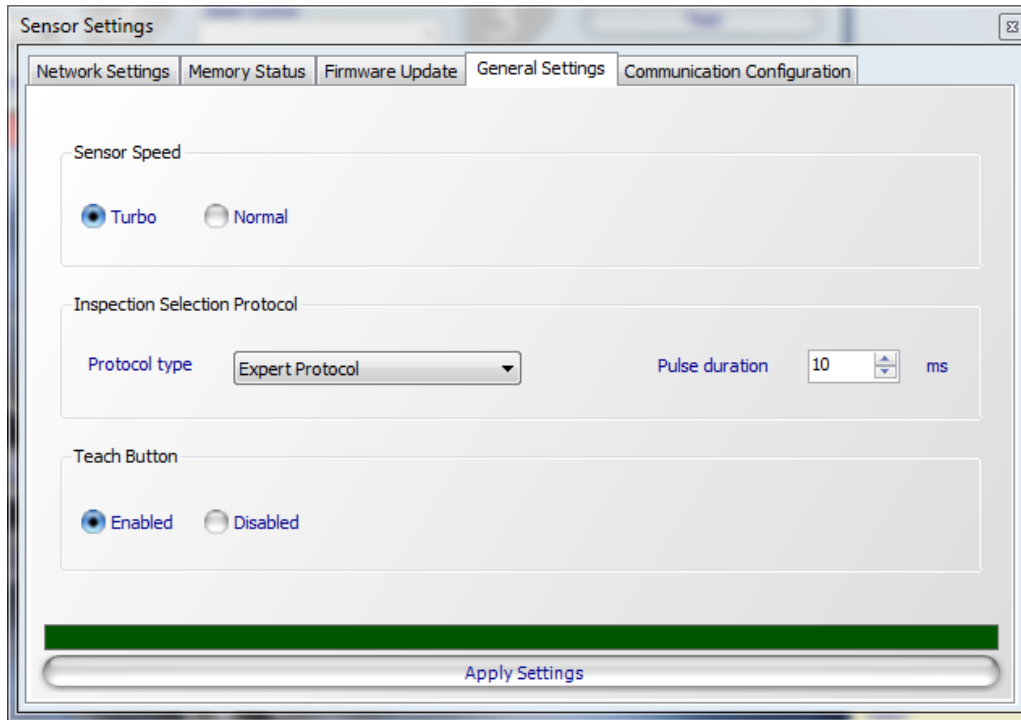 Sensor Settings
Network Settings Memory Status Firmware Update General Settings Communication Configuration
Sensor Speed
Turbo Normal
Inspection Selection Protocol
Protocol type Expert Protocol Pulse duration 10 ms
Teach Button
Enabled Disabled
Apply Settings